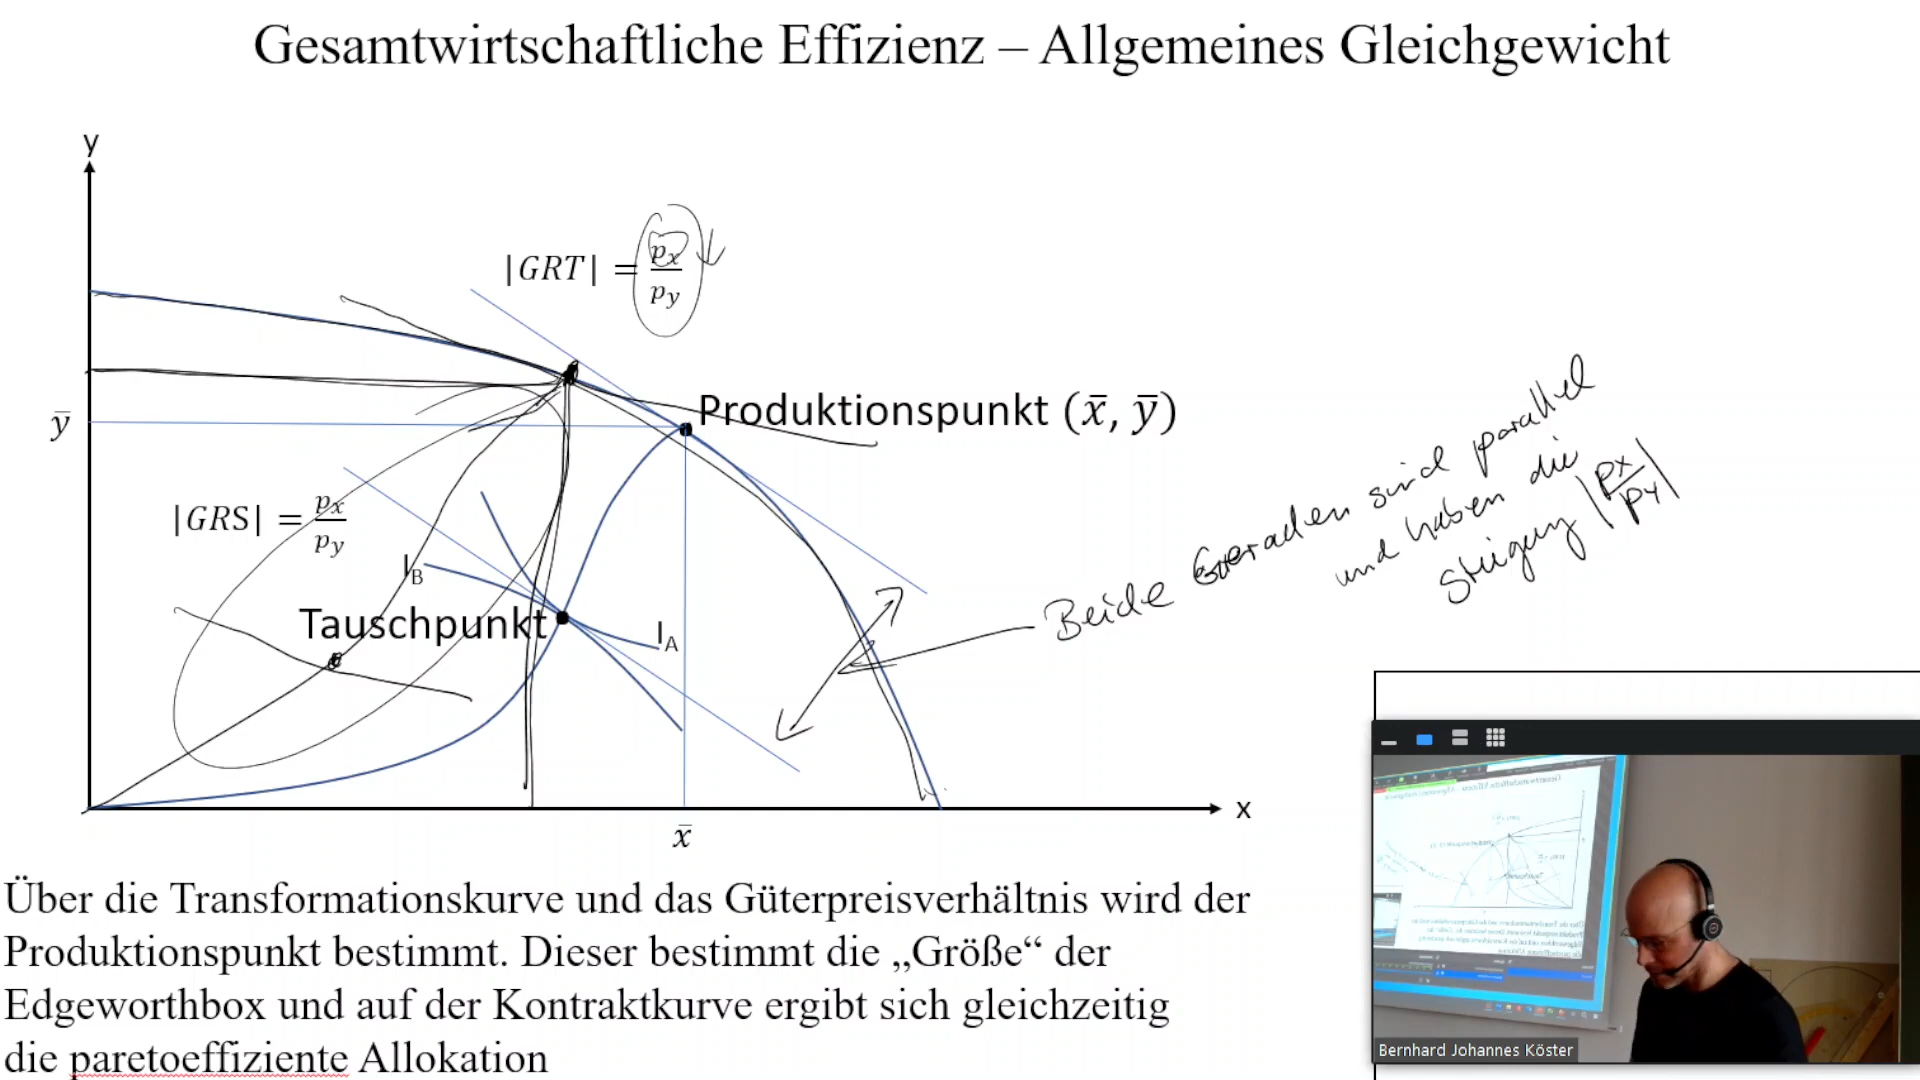 Gesamtwirtschaftliche Effizienz – Allgemeines Gleichgewicht
y
|GRT| = px/py
Produktionspunkt (x̄, ȳ)
ȳ
|GRS| = px/py
IB
Tauschpunkt
IA
Beide Geraden sind parallel
und haben die
Steigung |px/py|
x
x̄
Über die Transformationskurve und das Güterpreisverhältnis wird der
Produktionspunkt bestimmt. Dieser bestimmt die „Größe“ der
Edgeworthbox und auf der Kontraktkurve ergibt sich gleichzeitig
die paretoeffiziente Allokation
Bernhard Johannes Köster